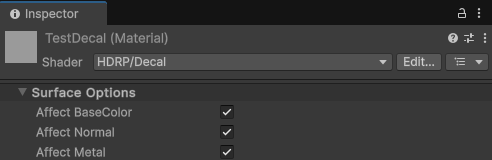 Inspector
TestDecal (Material)
Shader HDRP/Decal Edit...
Surface Options
Affect BaseColor
Affect Normal
Affect Metal